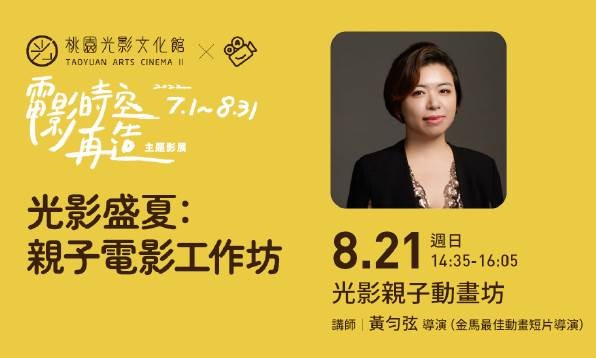 桃園光影文化館
TAOYUAN ARTS CINEMA II
×
電影時空
2022
7.1~8.31
再造
主題影展
光影盛夏：
親子電影工作坊
8.21 週日
14:35-16:05
光影親子動畫坊
講師｜黃勻弦 導演（金馬最佳動畫短片導演）